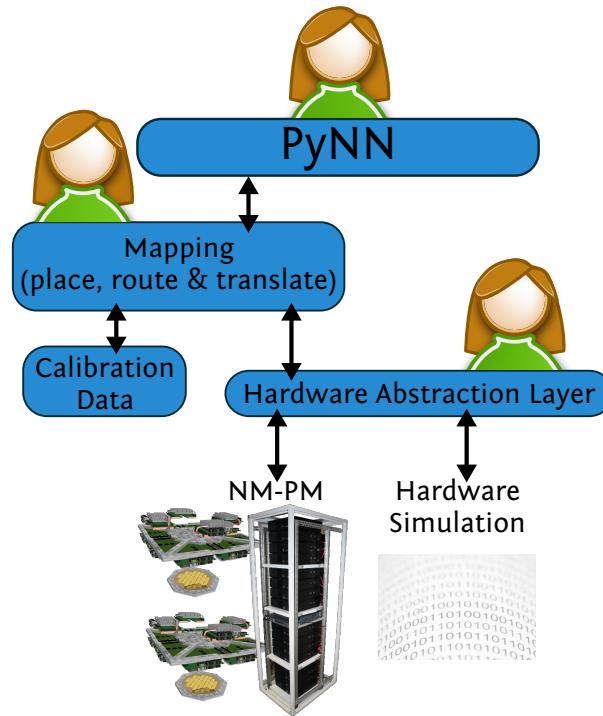 PyNN
Mapping
(place, route & translate)
Calibration
Data
Hardware Abstraction Layer
NM-PM
Hardware
Simulation